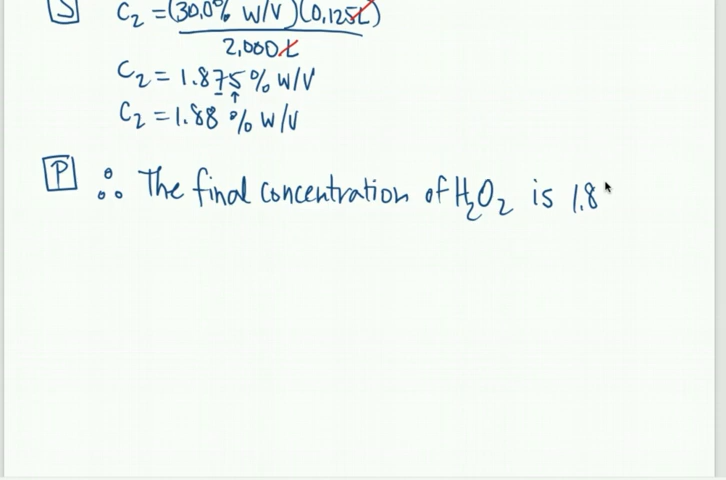 S C₂ = (30.0% W/V)(0.125L)
2.000L
C₂ = 1.875% W/V
C₂ = 1.88 % W/V
P ∴ The final concentration of H₂O₂ is 1.8